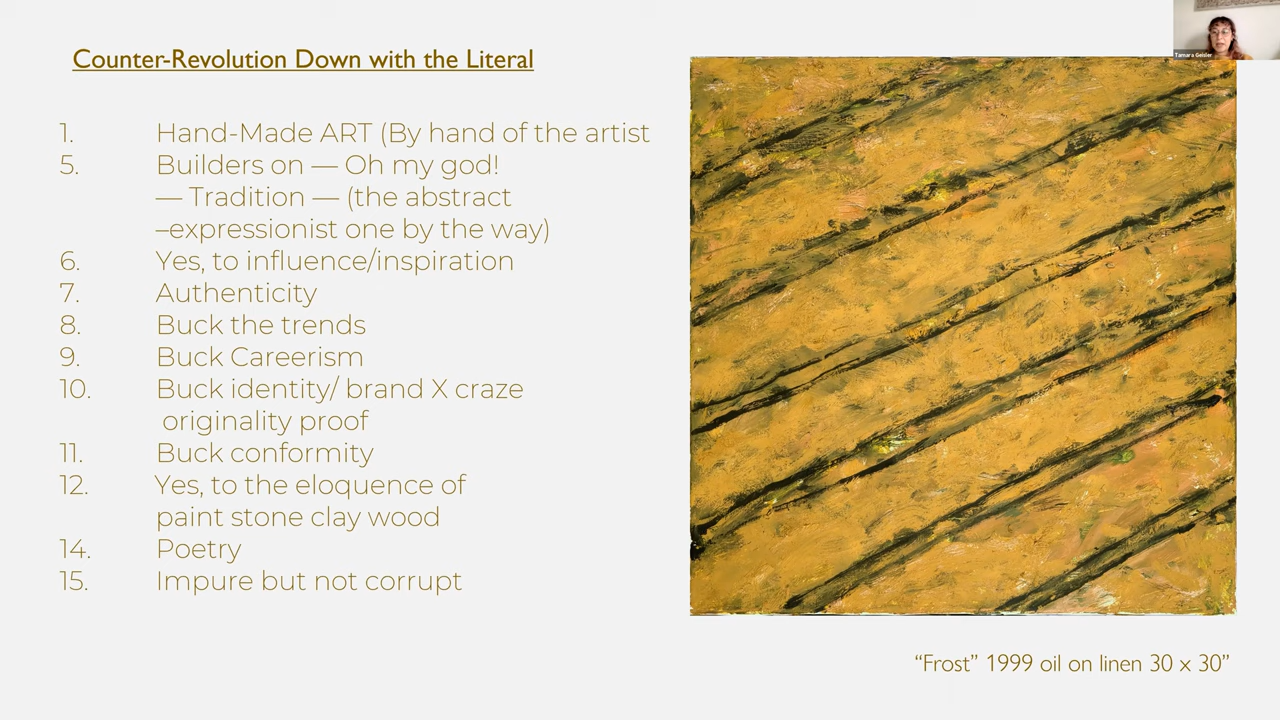 Counter-Revolution Down with the Literal
1. Hand-Made ART (By hand of the artist
5. Builders on — Oh my god!
— Tradition — (the abstract
–expressionist one by the way)
6. Yes, to influence/inspiration
7. Authenticity
8. Buck the trends
9. Buck Careerism
10. Buck identity/ brand X craze
originality proof
11. Buck conformity
12. Yes, to the eloquence of
paint stone clay wood
14. Poetry
15. Impure but not corrupt
“Frost” 1999 oil on linen 30 x 30”
Tamara Geisler